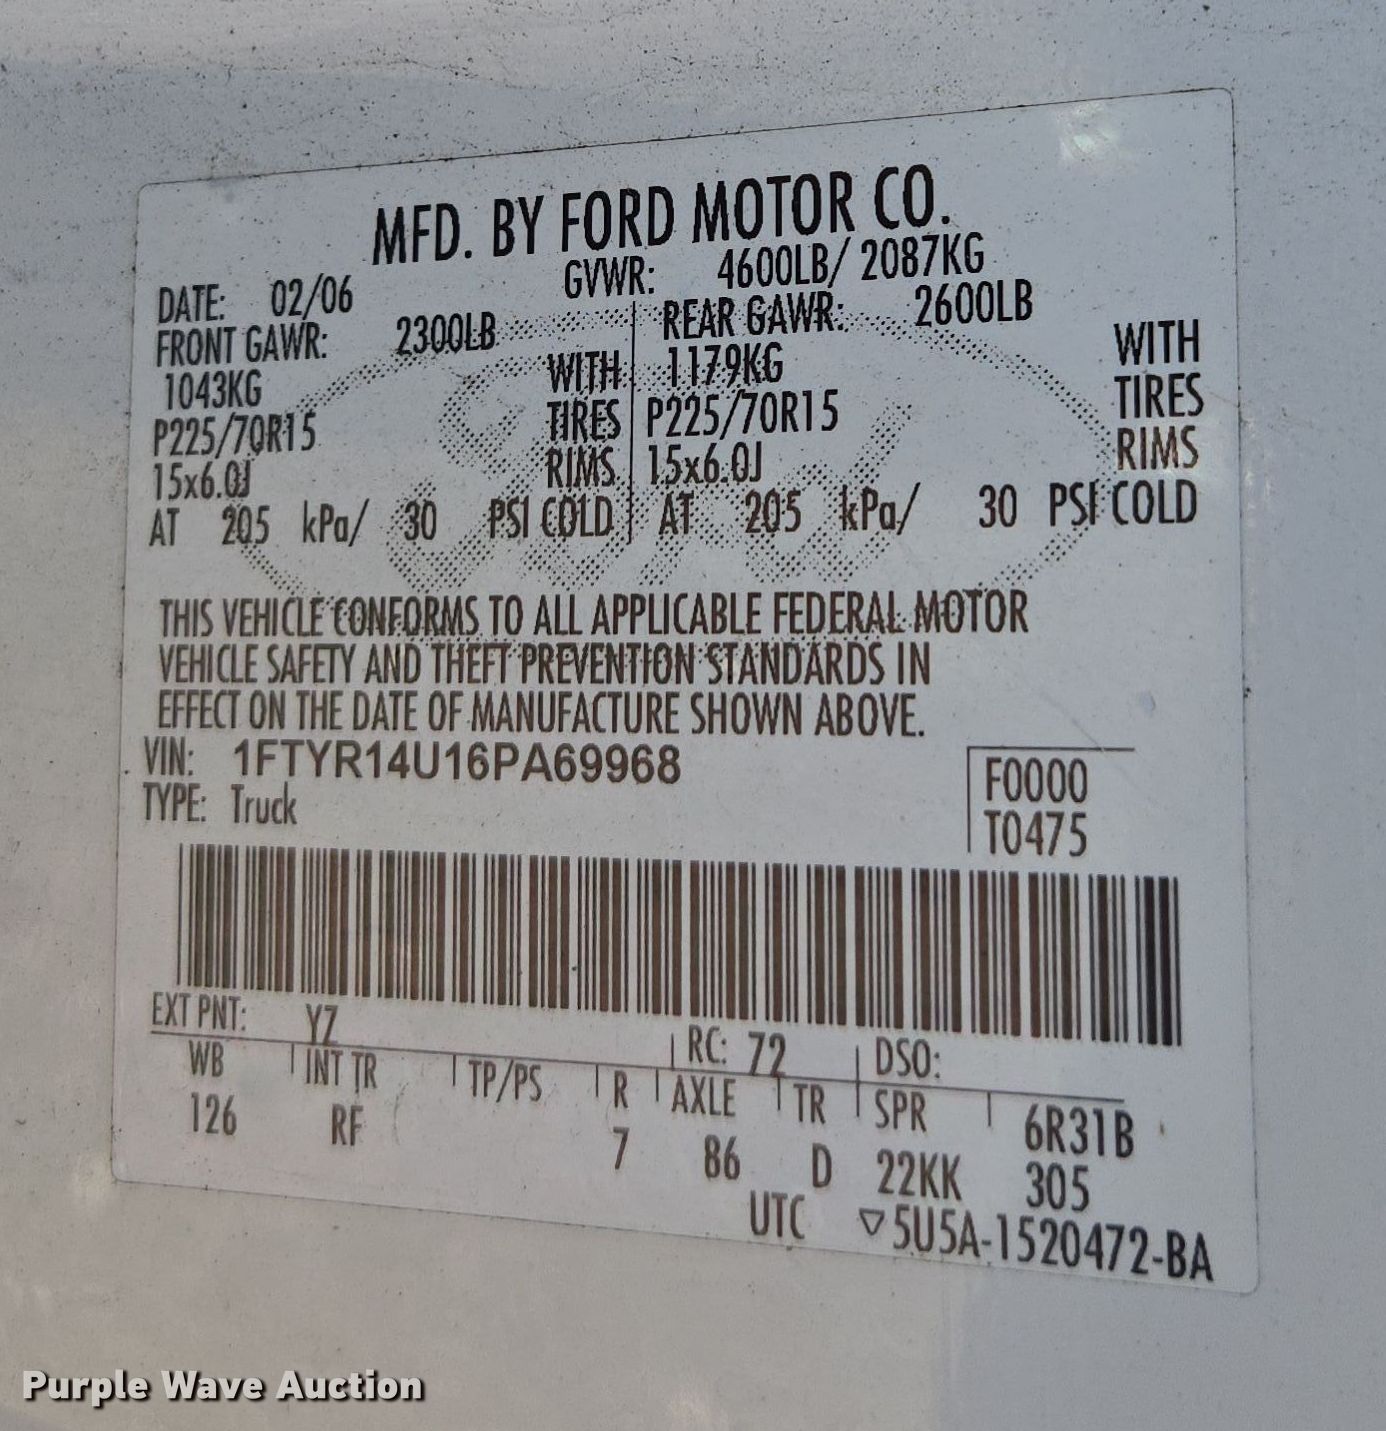 MFD. BY FORD MOTOR CO.
DATE: 02/06 GVWR: 4600LB/ 2087KG
FRONT GAWR: 2300LB REAR GAWR: 2600LB
1043KG WITH 1179KG WITH
P225/70R15 TIRES P225/70R15 TIRES
15x6.0J RIMS 15x6.0J RIMS
AT 205 kPa/ 30 PSI COLD AT 205 kPa/ 30 PSI COLD
THIS VEHICLE CONFORMS TO ALL APPLICABLE FEDERAL MOTOR
VEHICLE SAFETY AND THEFT PREVENTION STANDARDS IN
EFFECT ON THE DATE OF MANUFACTURE SHOWN ABOVE.
VIN: 1FTYR14U16PA69968 F0000
TYPE: Truck T0475
EXT PNT: YZ RC: 72 DSO:
WB INT TR TP/PS R AXLE TR SPR 6R31B
126 RF 7 86 D 22KK 305
UTC ▽5U5A-1520472-BA
Purple Wave Auction